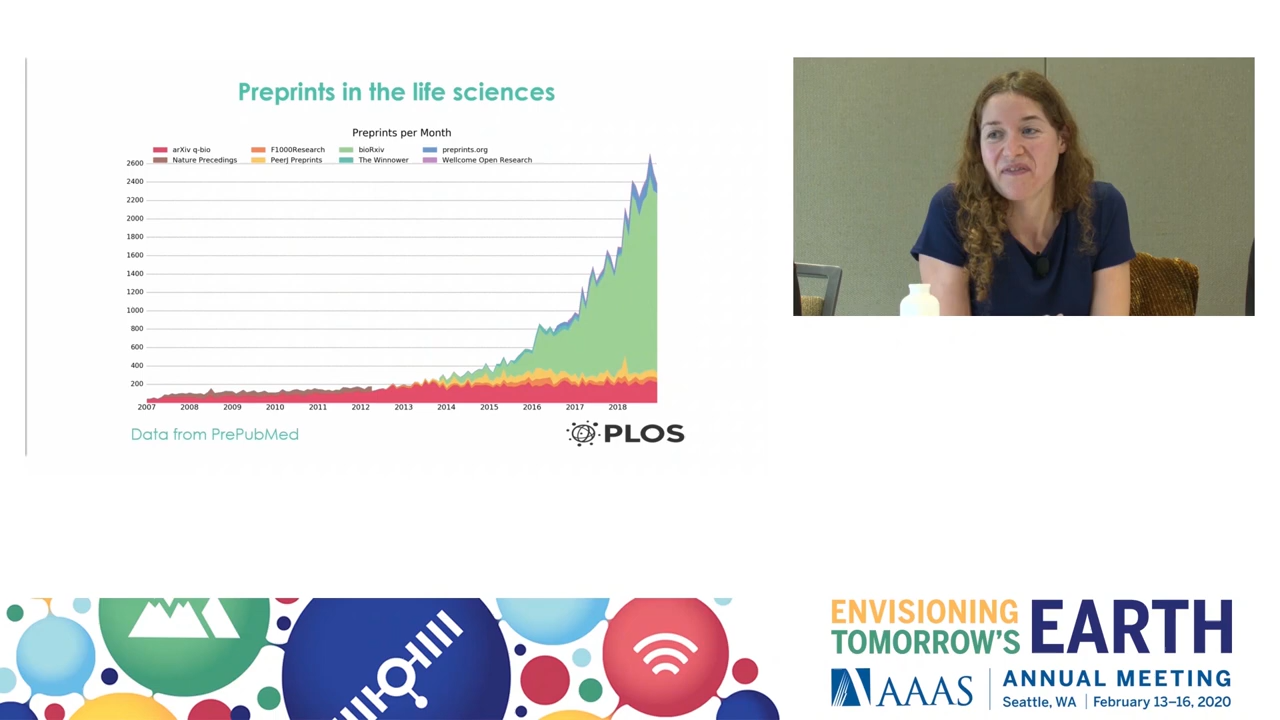 Preprints in the life sciences
Preprints per Month
arXiv q-bio
F1000Research
bioRxiv
preprints.org
Nature Precedings
PeerJ Preprints
The Winnower
Wellcome Open Research
2600
2400
2200
2000
1800
1600
1400
1200
1000
800
600
400
200
2007 2008 2009 2010 2011 2012 2013 2014 2015 2016 2017 2018
Data from PrePubMed
PLOS
ENVISIONING
TOMORROW'S
EARTH
AAAS
ANNUAL MEETING
Seattle, WA | February 13–16, 2020